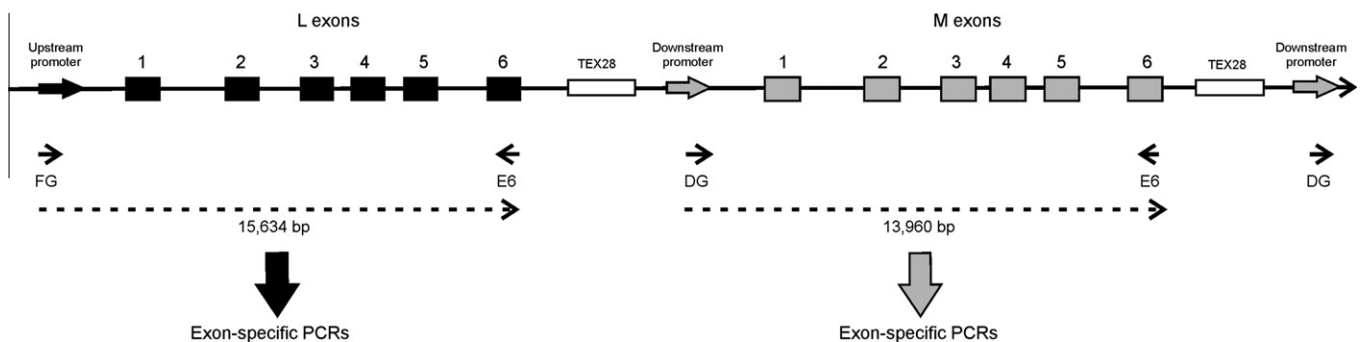 L exons
M exons
Upstream
promoter
1
2
3
4
5
6
TEX28
Downstream
promoter
1
2
3
4
5
6
TEX28
Downstream
promoter
FG
E6
DG
E6
DG
15,634 bp
13,960 bp
Exon-specific PCRs
Exon-specific PCRs